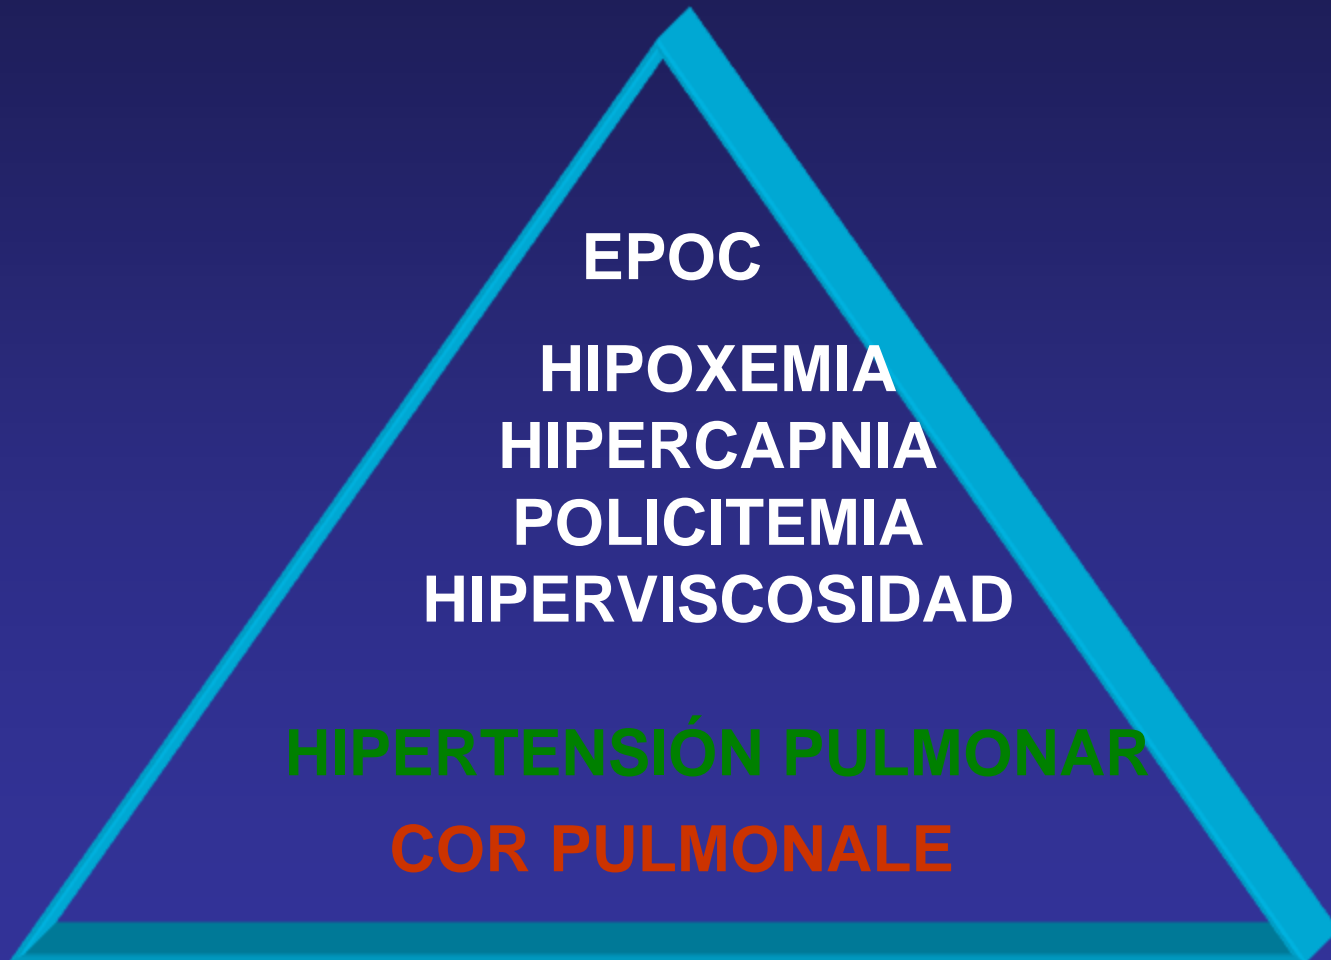 EPOC
HIPOXEMIA
HIPERCAPNIA
POLICITEMIA
HIPERVISCOSIDAD
HIPERTENSIÓN PULMONAR
COR PULMONALE